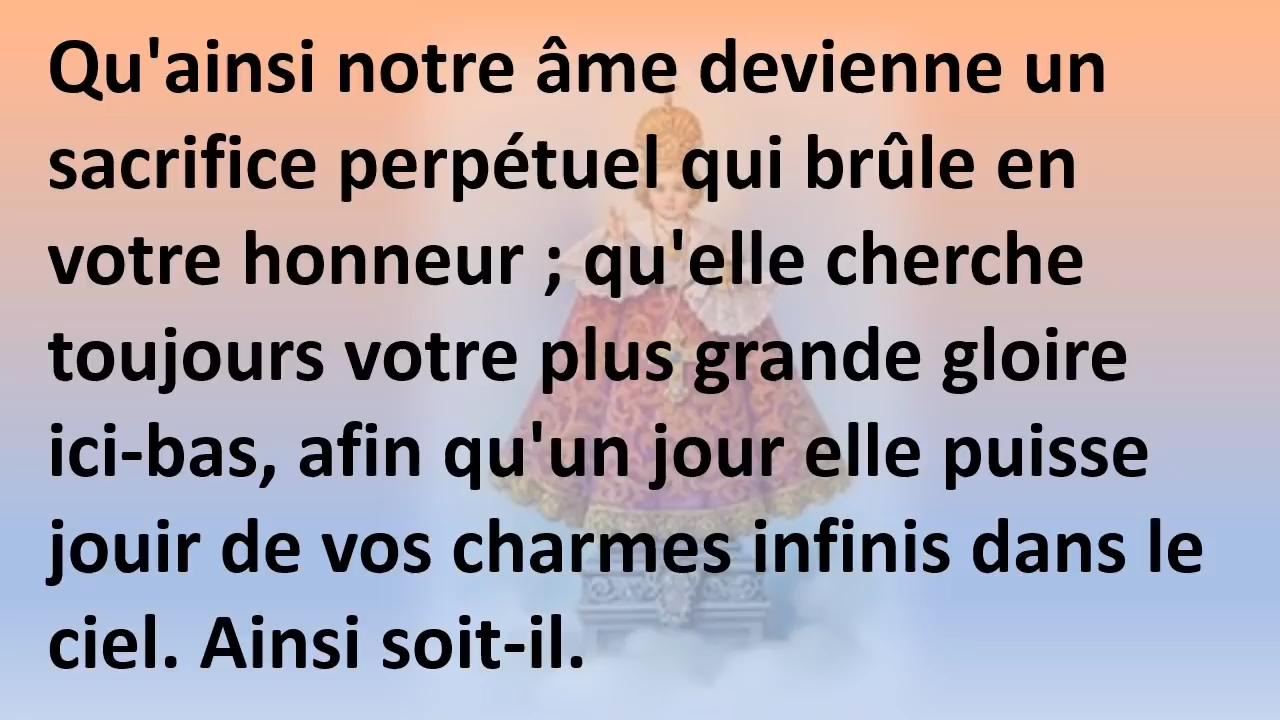 Qu'ainsi notre âme devienne un
sacrifice perpétuel qui brûle en
votre honneur ; qu'elle cherche
toujours votre plus grande gloire
ici-bas, afin qu'un jour elle puisse
jouir de vos charmes infinis dans le
ciel. Ainsi soit-il.